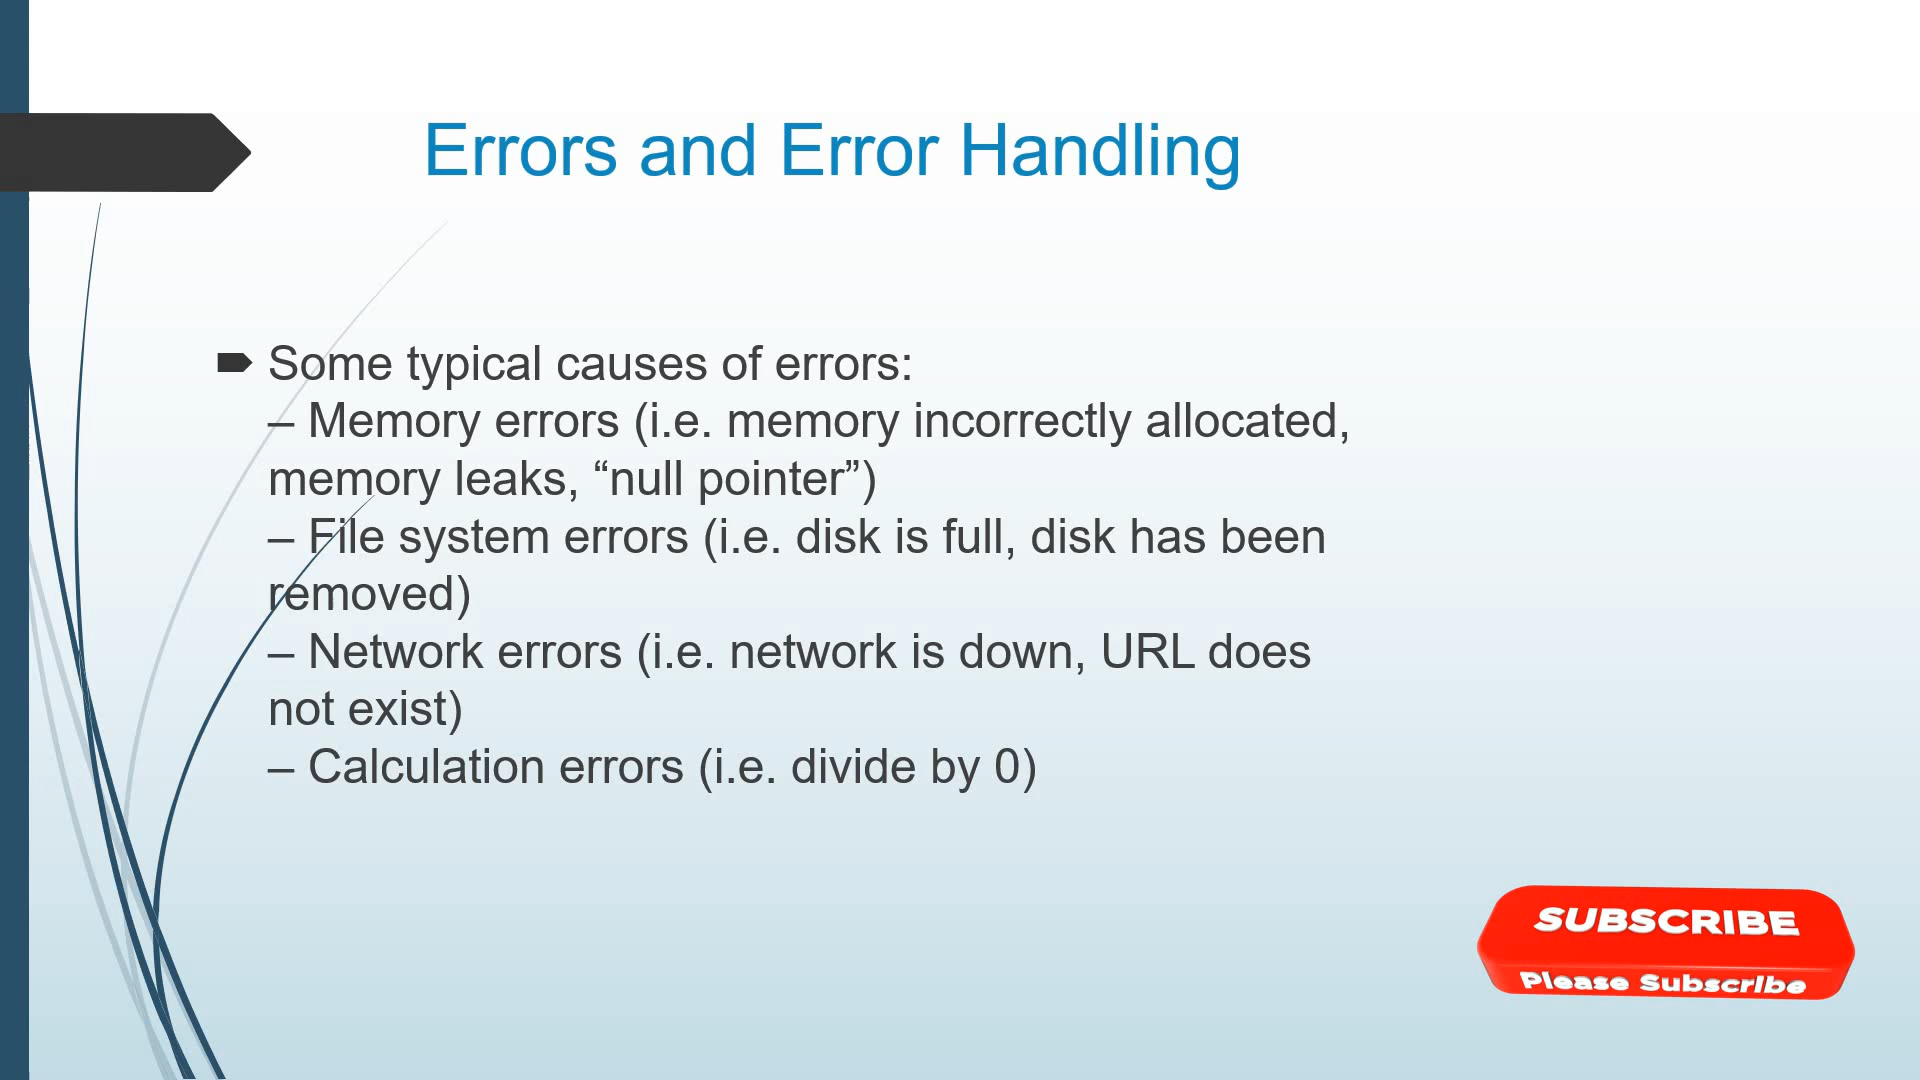 Errors and Error Handling
Some typical causes of errors:
– Memory errors (i.e. memory incorrectly allocated,
memory leaks, “null pointer”)
– File system errors (i.e. disk is full, disk has been
removed)
– Network errors (i.e. network is down, URL does
not exist)
– Calculation errors (i.e. divide by 0)
SUBSCRIBE
Please Subscribe